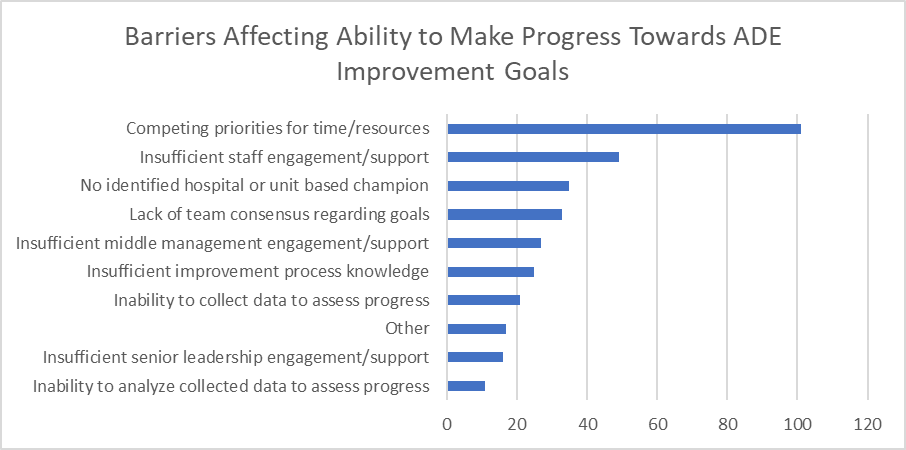 Barriers Affecting Ability to Make Progress Towards ADE
Improvement Goals
Competing priorities for time/resources
Insufficient staff engagement/support
No identified hospital or unit based champion
Lack of team consensus regarding goals
Insufficient middle management engagement/support
Insufficient improvement process knowledge
Inability to collect data to assess progress
Other
Insufficient senior leadership engagement/support
Inability to analyze collected data to assess progress
0 20 40 60 80 100 120